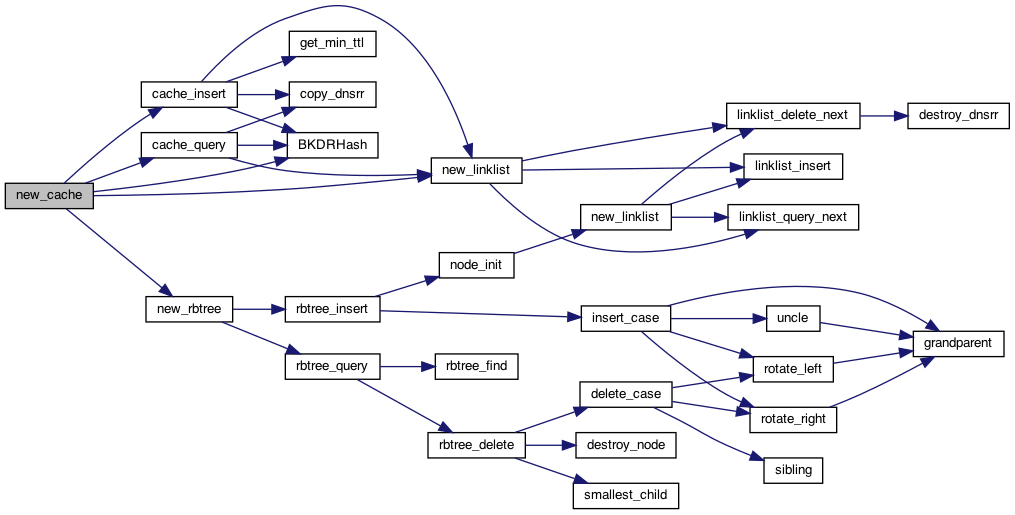 get_min_ttl
cache_insert
copy_dnsrr
linklist_delete_next
destroy_dnsrr
cache_query
BKDRHash
new_linklist
linklist_insert
new_cache
new_linklist
linklist_query_next
node_init
new_rbtree
rbtree_insert
insert_case
uncle
grandparent
rbtree_query
rbtree_find
rotate_left
delete_case
rotate_right
rbtree_delete
destroy_node
sibling
smallest_child